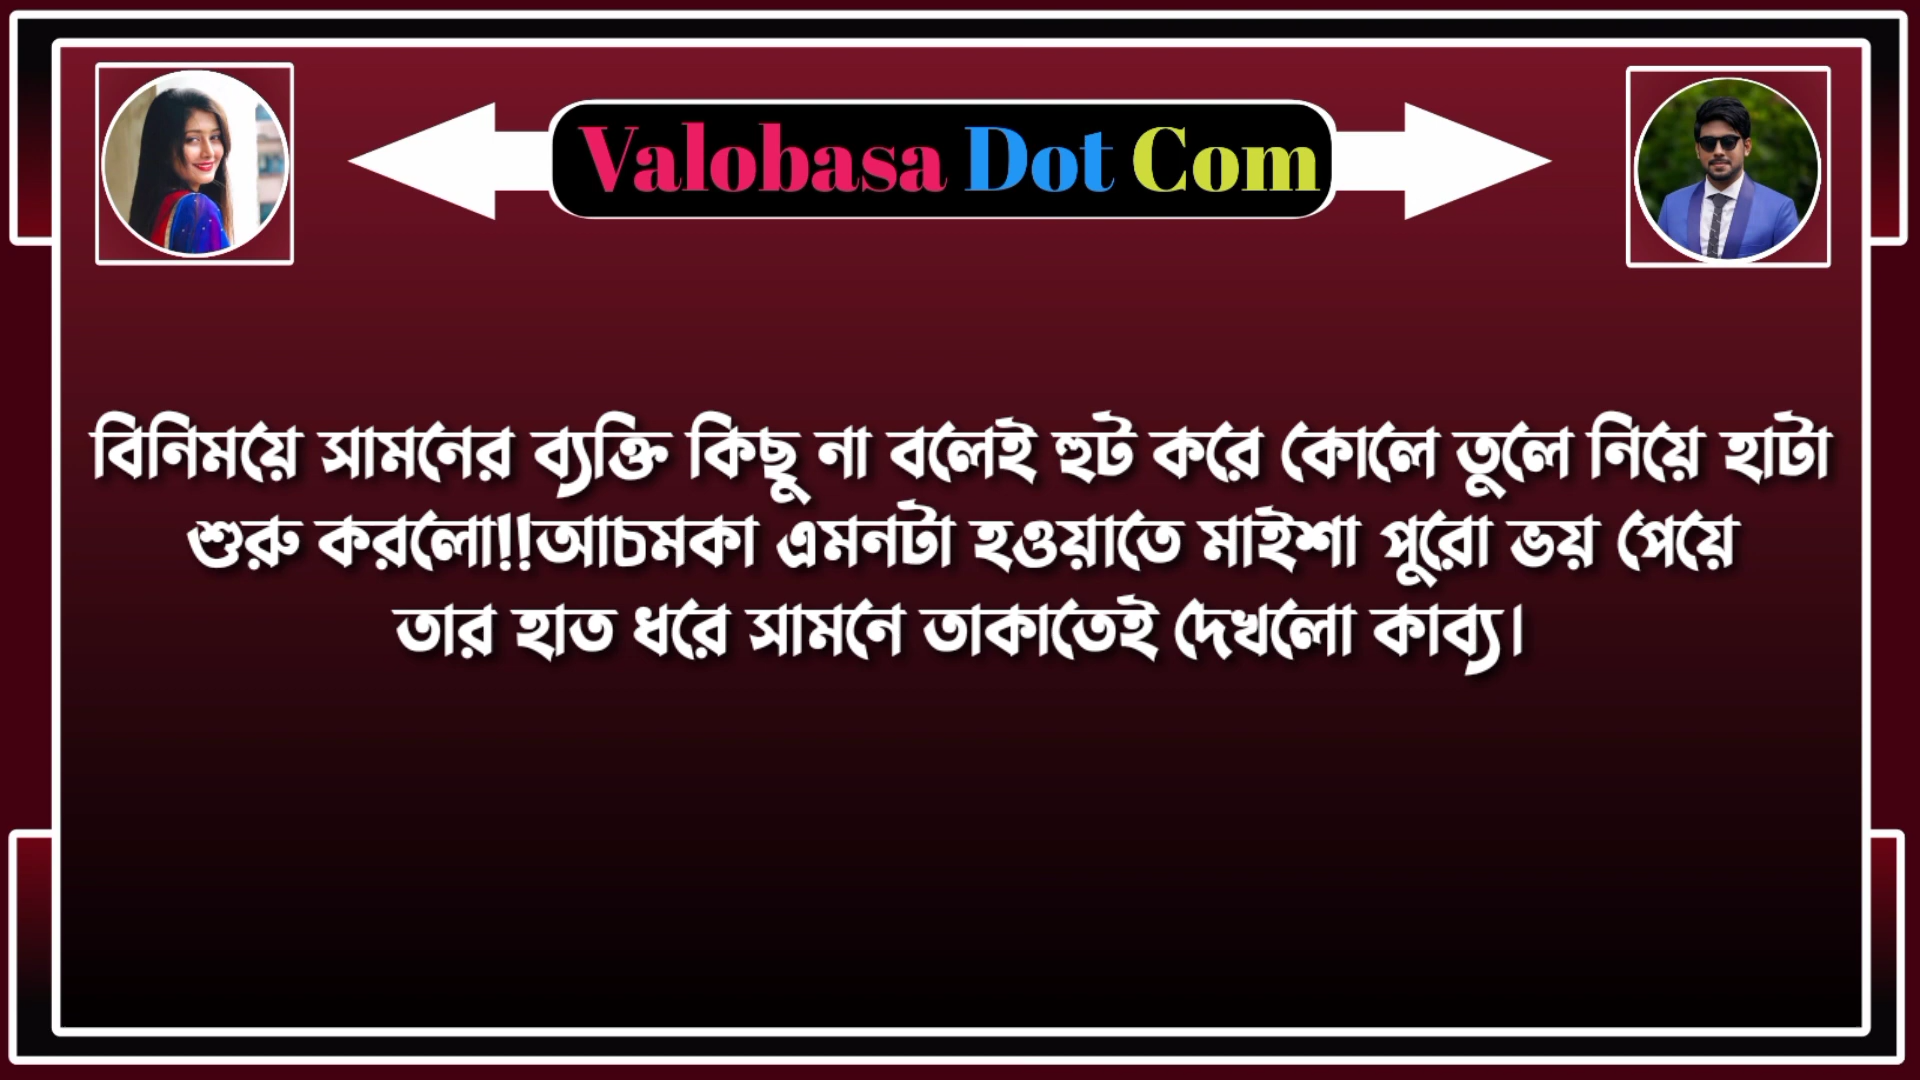 Valobasa Dot Com
বিনিময়ে সামনের ব্যক্তি কিছু না বলেই হুট করে কোলে তুলে নিয়ে হাটা
শুরু করলো!!আচমকা এমনটা হওয়াতে মাইশা পুরো ভয় পেয়ে
তার হাত ধরে সামনে তাকাতেই দেখলো কাব্য।